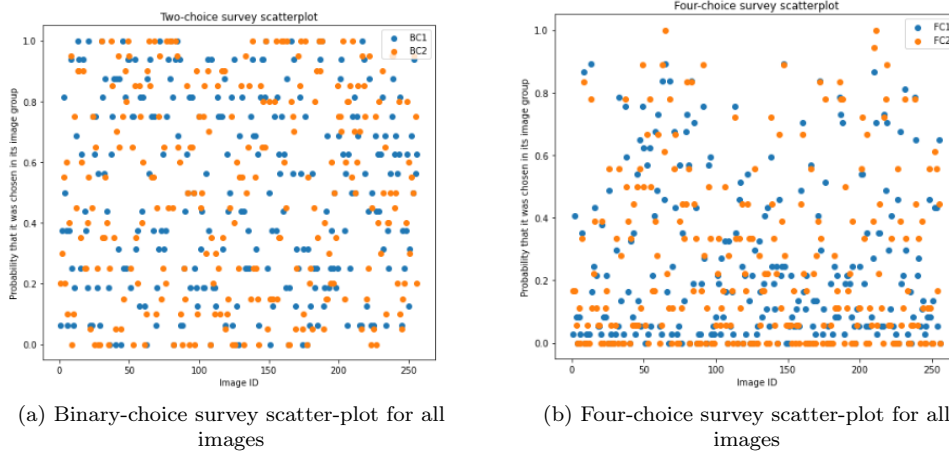 Two-choice survey scatterplot
BC1
BC2
1.0
0.8
0.6
0.4
0.2
0.0
Probability that it was chosen in its image group
0 50 100 150 200 250
Image ID
(a) Binary-choice survey scatter-plot for all
images
Four-choice survey scatterplot
FC1
FC2
1.0
0.8
0.6
0.4
0.2
0.0
Probability that it was chosen in its image group
0 50 100 150 200 250
Image ID
(b) Four-choice survey scatter-plot for all
images